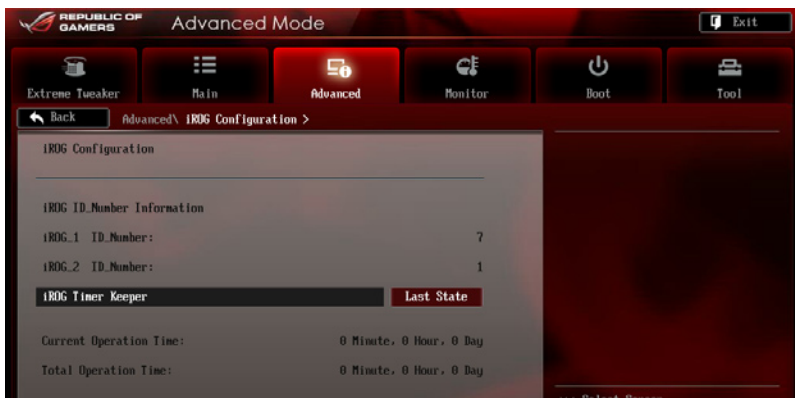 REPUBLIC OF
GAMERS
Advanced Mode
Exit
Extreme Tweaker
Main
Advanced
Monitor
Boot
Tool
Back
Advanced\ iROG Configuration >
iROG Configuration
iROG ID_Number Information
iROG_1 ID_Number: 7
iROG_2 ID_Number: 1
iROG Timer Keeper Last State
Current Operation Time: 0 Minute, 0 Hour, 0 Day
Total Operation Time: 0 Minute, 0 Hour, 0 Day